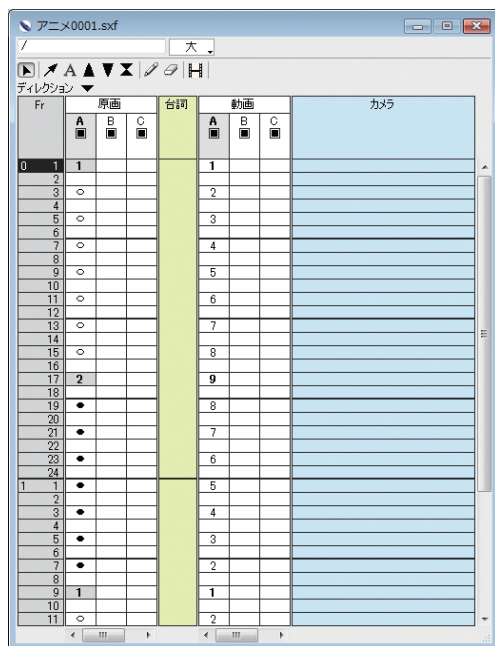 アニメ0001.sxf
/ 大
A
ディレクション
Fr 原画 台詞 動画 カメラ
A B C A B C
0 1 1 1
2
3 ○ 2
4
5 ○ 3
6
7 ○ 4
8
9 ○ 5
10
11 ○ 6
12
13 ○ 7
14
15 ○ 8
16
17 2 9
18
19 ● 8
20
21 ● 7
22
23 ● 6
24
1 1 ● 5
2
3 ● 4
4
5 ● 3
6
7 ● 2
8
9 1 1
10
11 ○ 2